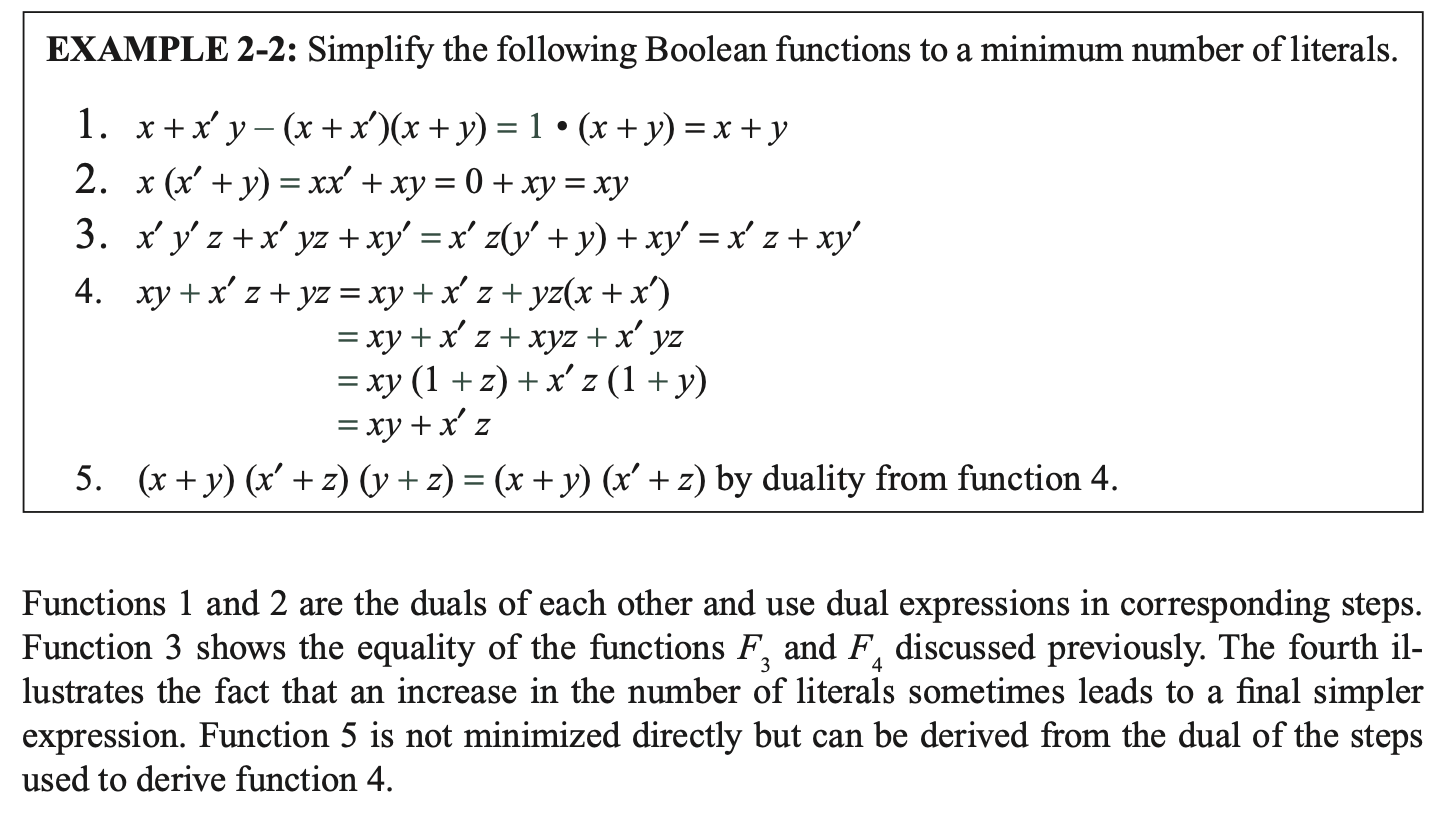 EXAMPLE 2-2: Simplify the following Boolean functions to a minimum number of literals.
1. x + x′ y – (x + x′)(x + y) = 1 • (x + y) = x + y
2. x (x′ + y) = xx′ + xy = 0 + xy = xy
3. x′ y′ z + x′ yz + xy′ = x′ z(y′ + y) + xy′ = x′ z + xy′
4. xy + x′ z + yz = xy + x′ z + yz(x + x′)
= xy + x′ z + xyz + x′ yz
= xy (1 + z) + x′ z (1 + y)
= xy + x′ z
5. (x + y) (x′ + z) (y + z) = (x + y) (x′ + z) by duality from function 4.
Functions 1 and 2 are the duals of each other and use dual expressions in corresponding steps.
Function 3 shows the equality of the functions F₃ and F₄ discussed previously. The fourth il-
lustrates the fact that an increase in the number of literals sometimes leads to a final simpler
expression. Function 5 is not minimized directly but can be derived from the dual of the steps
used to derive function 4.